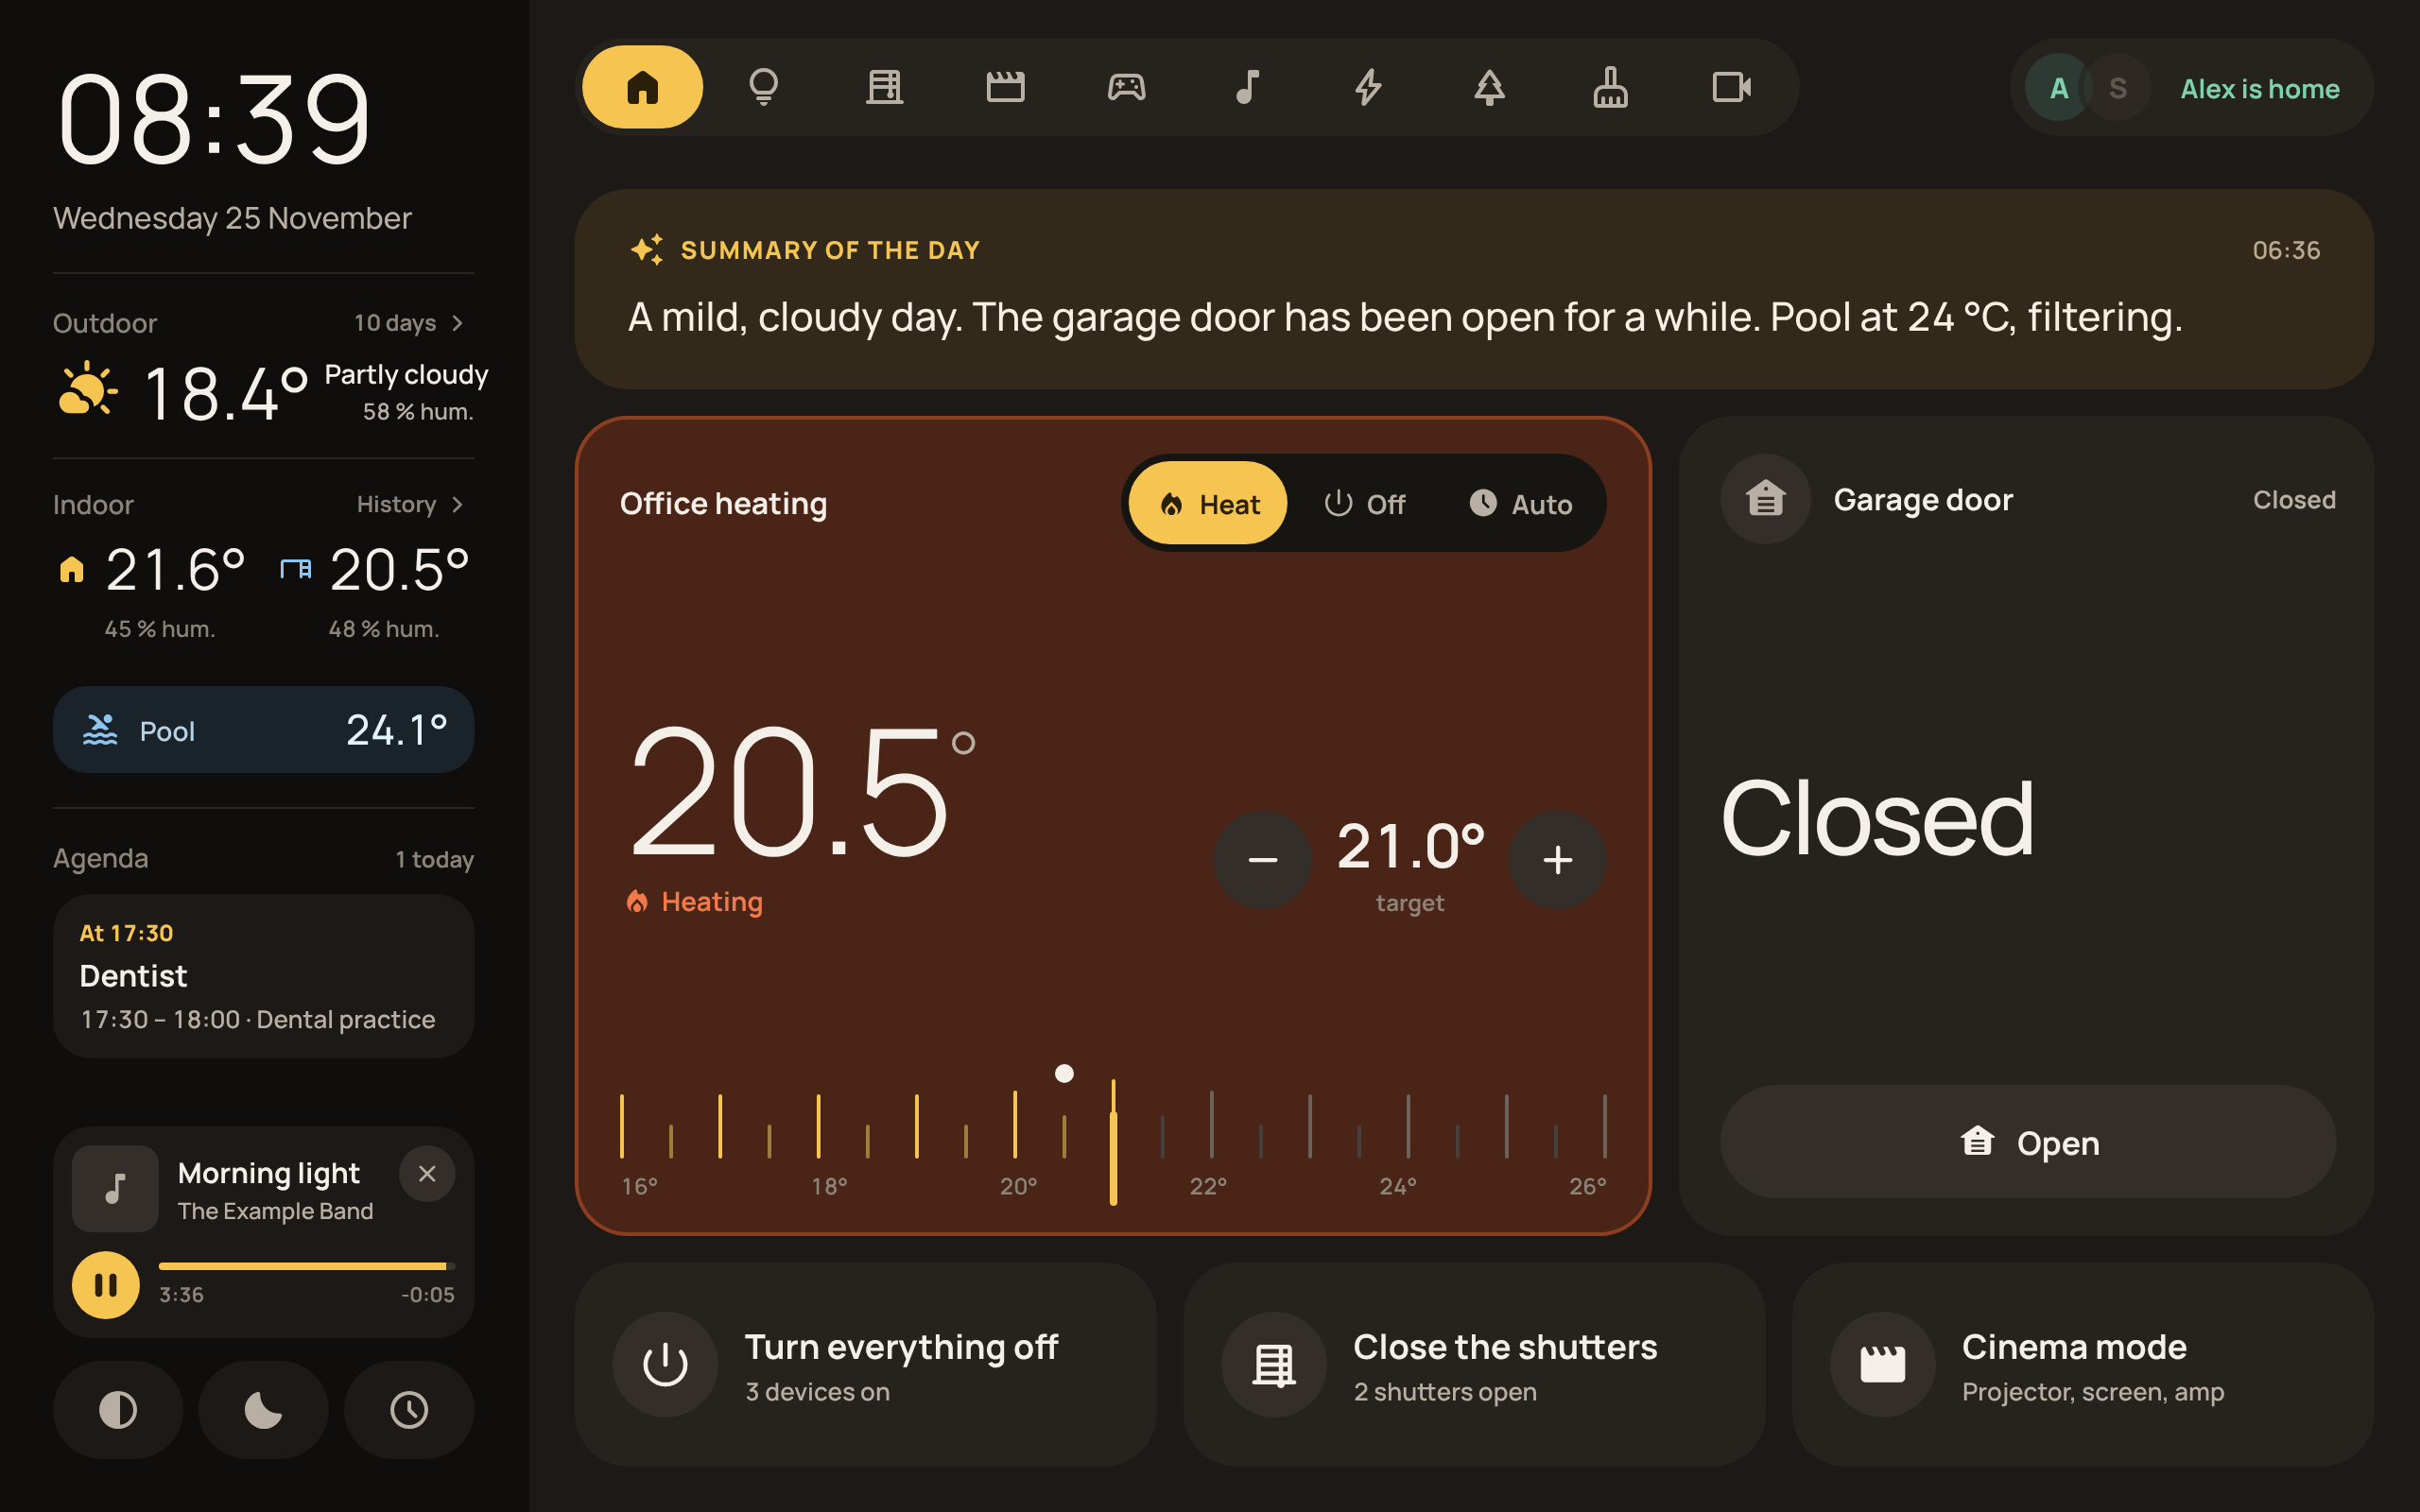 08:39
Wednesday 25 November
Outdoor
10 days
18.4°
Partly cloudy
58 % hum.
Indoor
History
21.6°
20.5°
45 % hum.
48 % hum.
Pool
24.1°
Agenda
1 today
At 17:30
Dentist
17:30 – 18:00 · Dental practice
Morning light
The Example Band
3:36
-0:05
A
S
Alex is home
SUMMARY OF THE DAY
06:36
A mild, cloudy day. The garage door has been open for a while. Pool at 24 °C, filtering.
Office heating
Heat
Off
Auto
20.5°
Heating
21.0°
target
16°
18°
20°
22°
24°
26°
Garage door
Closed
Closed
Open
Turn everything off
3 devices on
Close the shutters
2 shutters open
Cinema mode
Projector, screen, amp